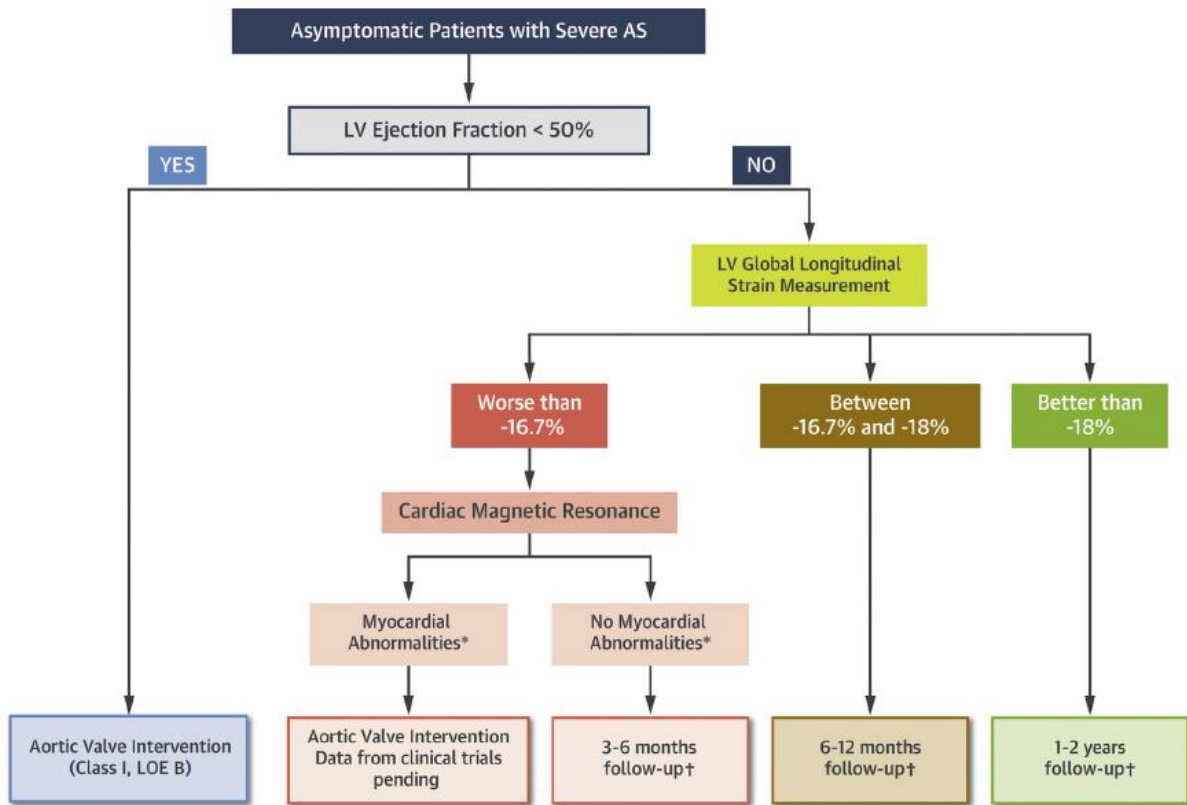 Asymptomatic Patients with Severe AS
LV Ejection Fraction < 50%
YES
NO
LV Global Longitudinal
Strain Measurement
Worse than
-16.7%
Between
-16.7% and -18%
Better than
-18%
Cardiac Magnetic Resonance
Myocardial
Abnormalities*
No Myocardial
Abnormalities*
Aortic Valve Intervention
(Class I, LOE B)
Aortic Valve Intervention
Data from clinical trials
pending
3-6 months
follow-up†
6-12 months
follow-up†
1-2 years
follow-up†